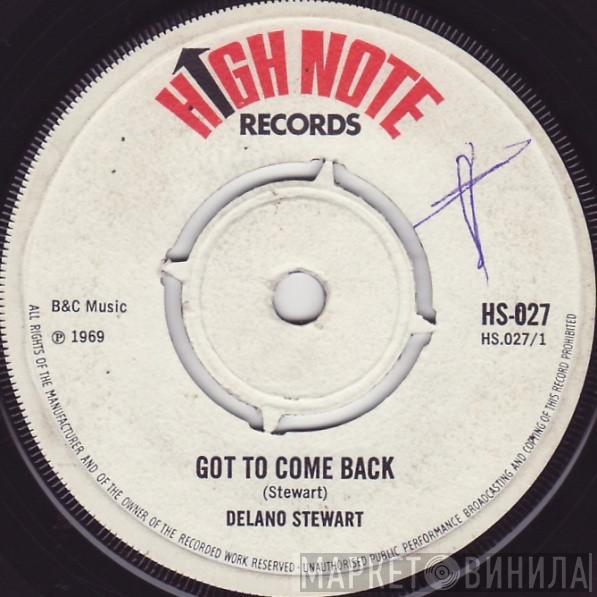 HIGH NOTE
RECORDS
B&C Music
℗ 1969
HS-027
HS.027/1
GOT TO COME BACK
(Stewart)
DELANO STEWART
ALL RIGHTS OF THE MANUFACTURER AND OF THE OWNER OF THE RECORDED WORK RESERVED - UNAUTHORISED PUBLIC PERFORMANCE BROADCASTING AND COPYING OF THIS RECORD PROHIBITED
МАРКЕТ ВИНИЛА